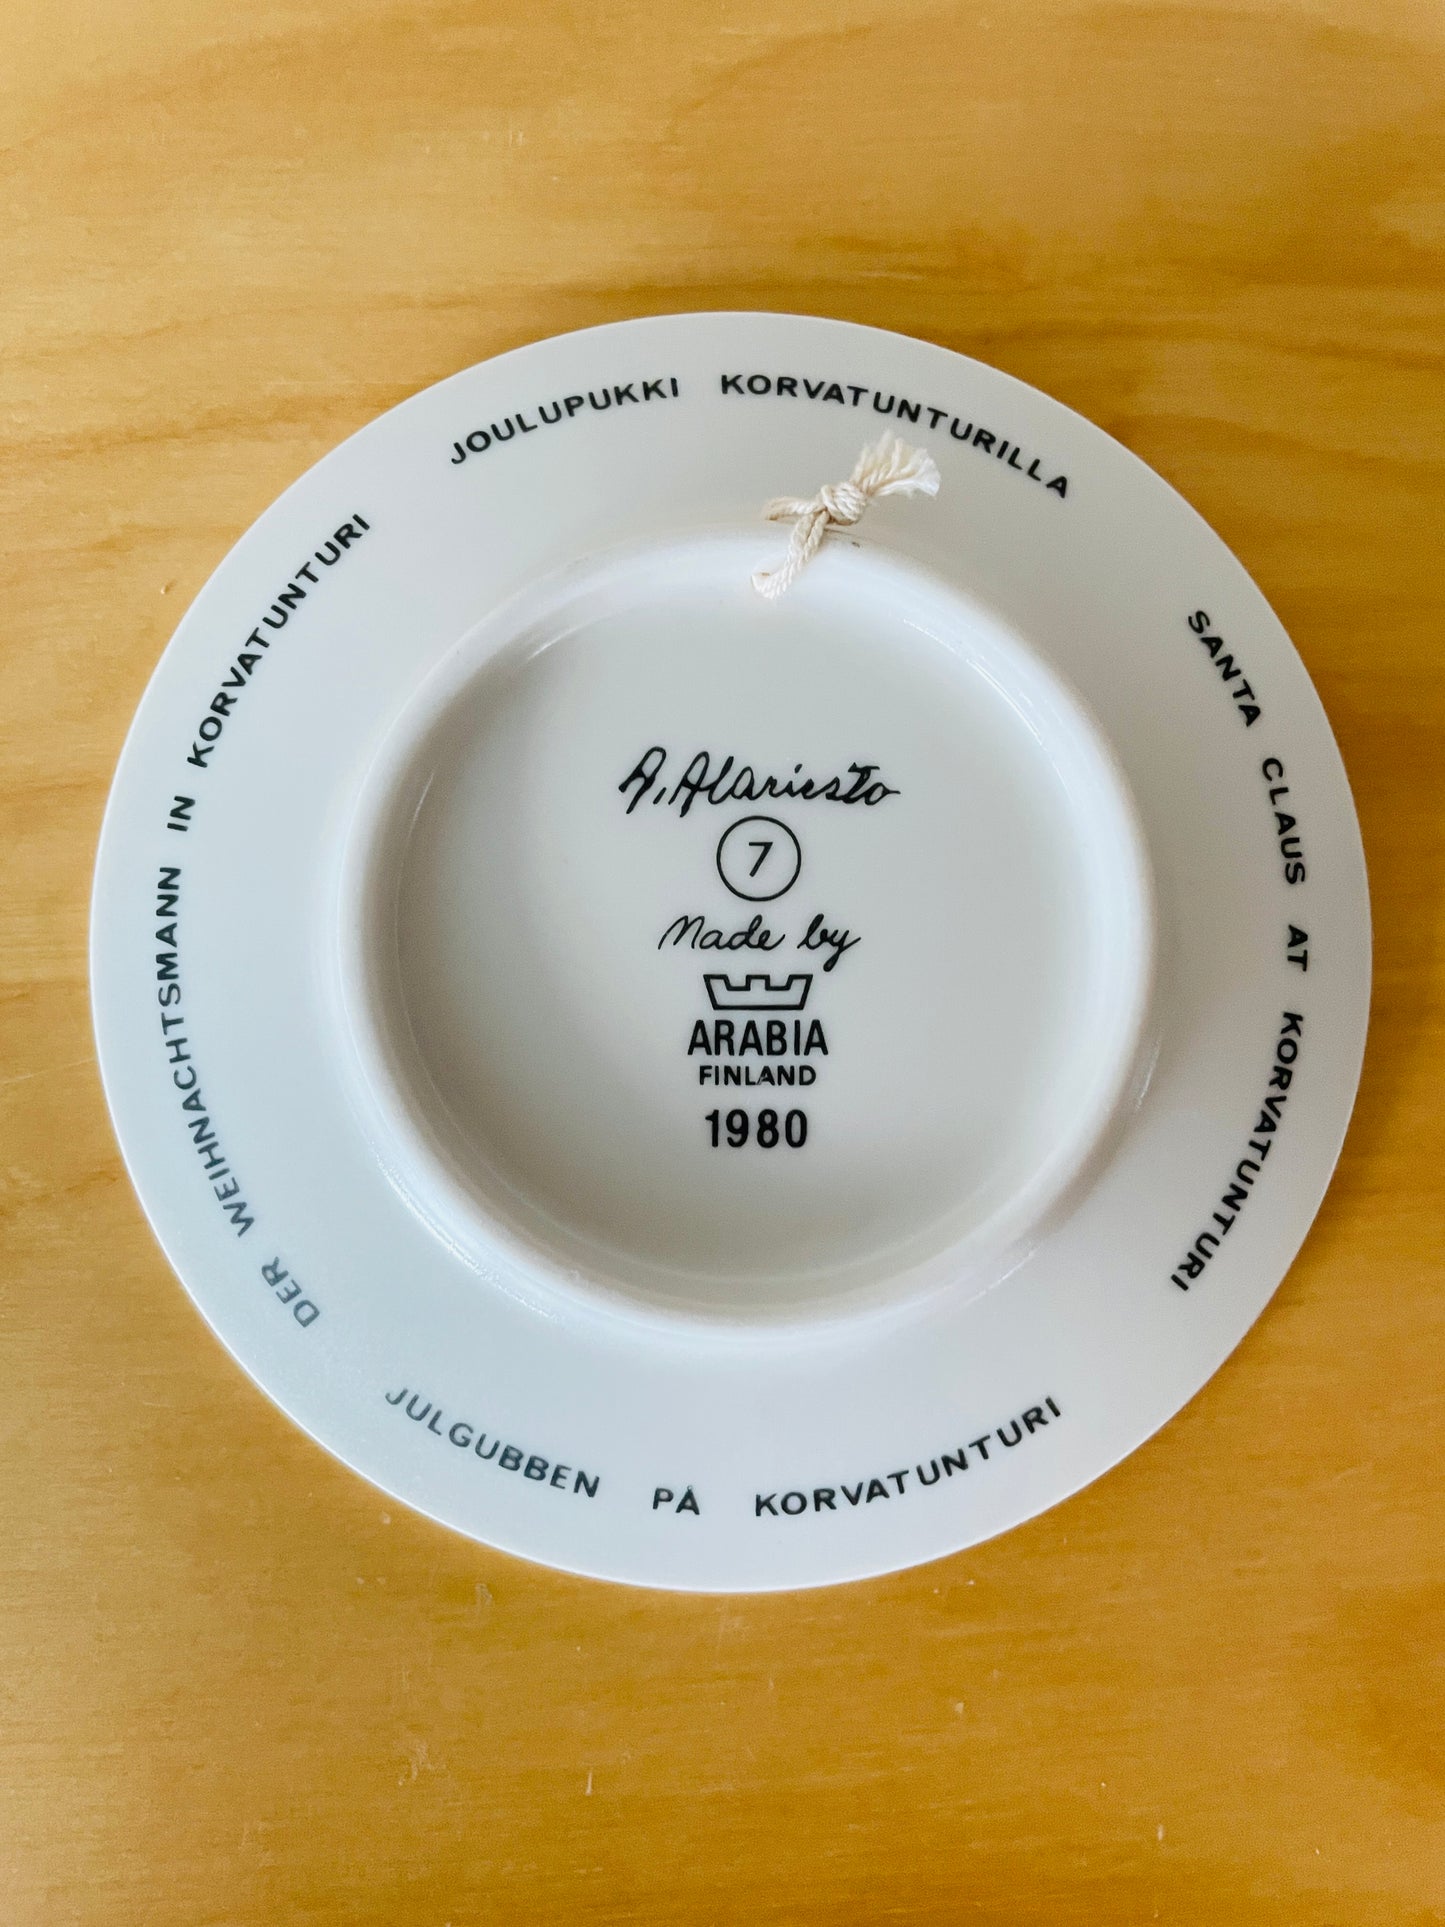 JOULUPUKKI KORVATUNTURILLA
SANTA CLAUS AT KORVATUNTURI
JULGUBBEN PÅ KORVATUNTURI
DER WEIHNACHTSMANN IN KORVATUNTURI
A. Alariesto
7
Made by
ARABIA
FINLAND
1980